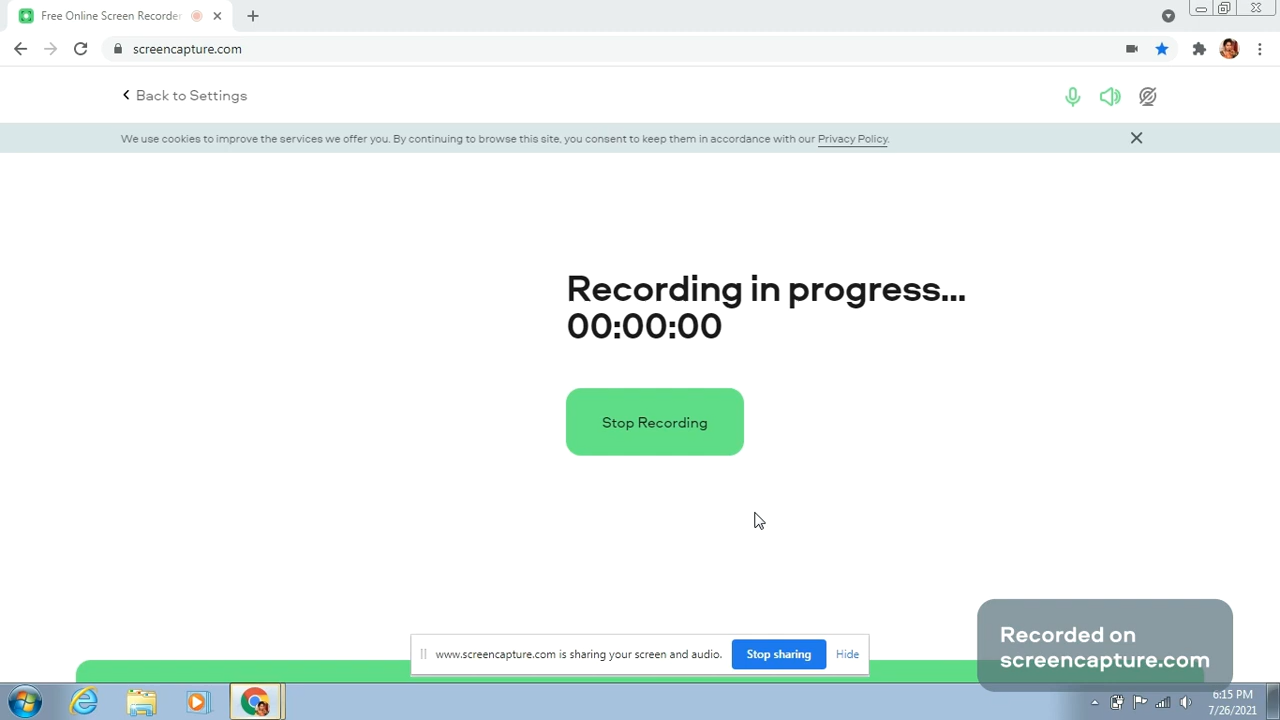 Free Online Screen Recorder
screencapture.com
Back to Settings
We use cookies to improve the services we offer you. By continuing to browse this site, you consent to keep them in accordance with our Privacy Policy.
Recording in progress...
00:00:00
Stop Recording
www.screencapture.com is sharing your screen and audio.
Stop sharing
Hide
Recorded on
screencapture.com
6:15 PM
7/26/2021